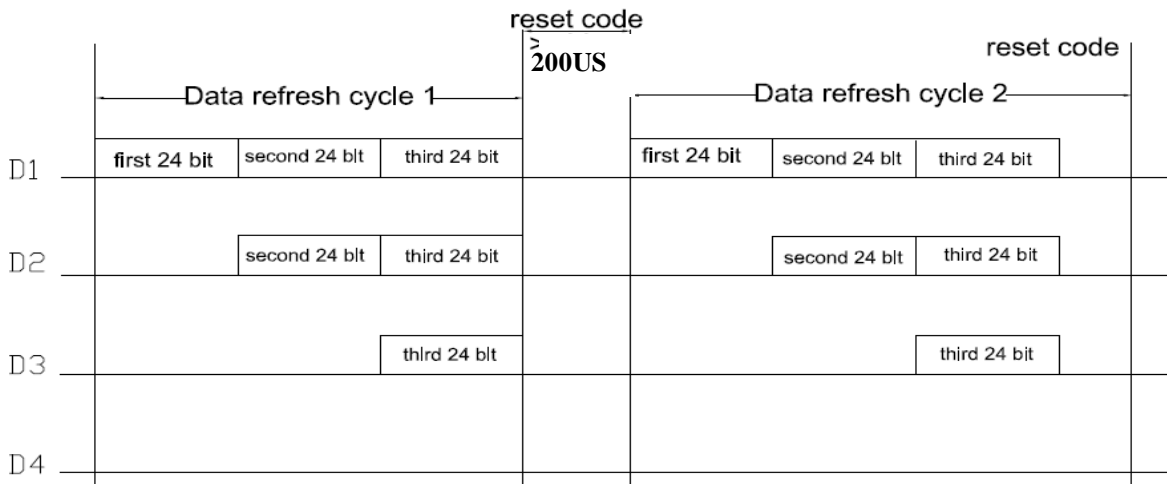 reset code
≥
200US
reset code
Data refresh cycle 1
Data refresh cycle 2
D1
first 24 bit
second 24 blt
third 24 bit
first 24 bit
second 24 blt
third 24 bit
D2
second 24 blt
third 24 bit
second 24 blt
third 24 bit
D3
thlrd 24 blt
third 24 bit
D4